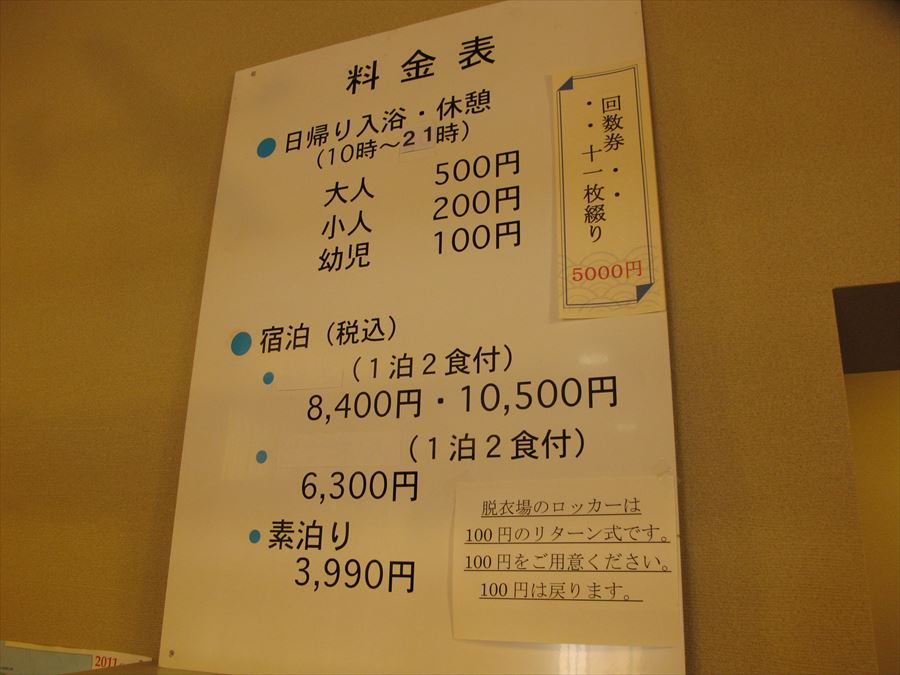 料金表
●日帰り入浴・休憩
(10時～21時)
大人 500円
小人 200円
幼児 100円
●宿泊（税込）
●（１泊２食付）
8,400円・10,500円
●（１泊２食付）
6,300円
●素泊り
3,990円
回数券・・
・・十一枚綴り
5000円
脱衣場のロッカーは
100円のリターン式です。
100円をご用意ください。
100円は戻ります。
2011